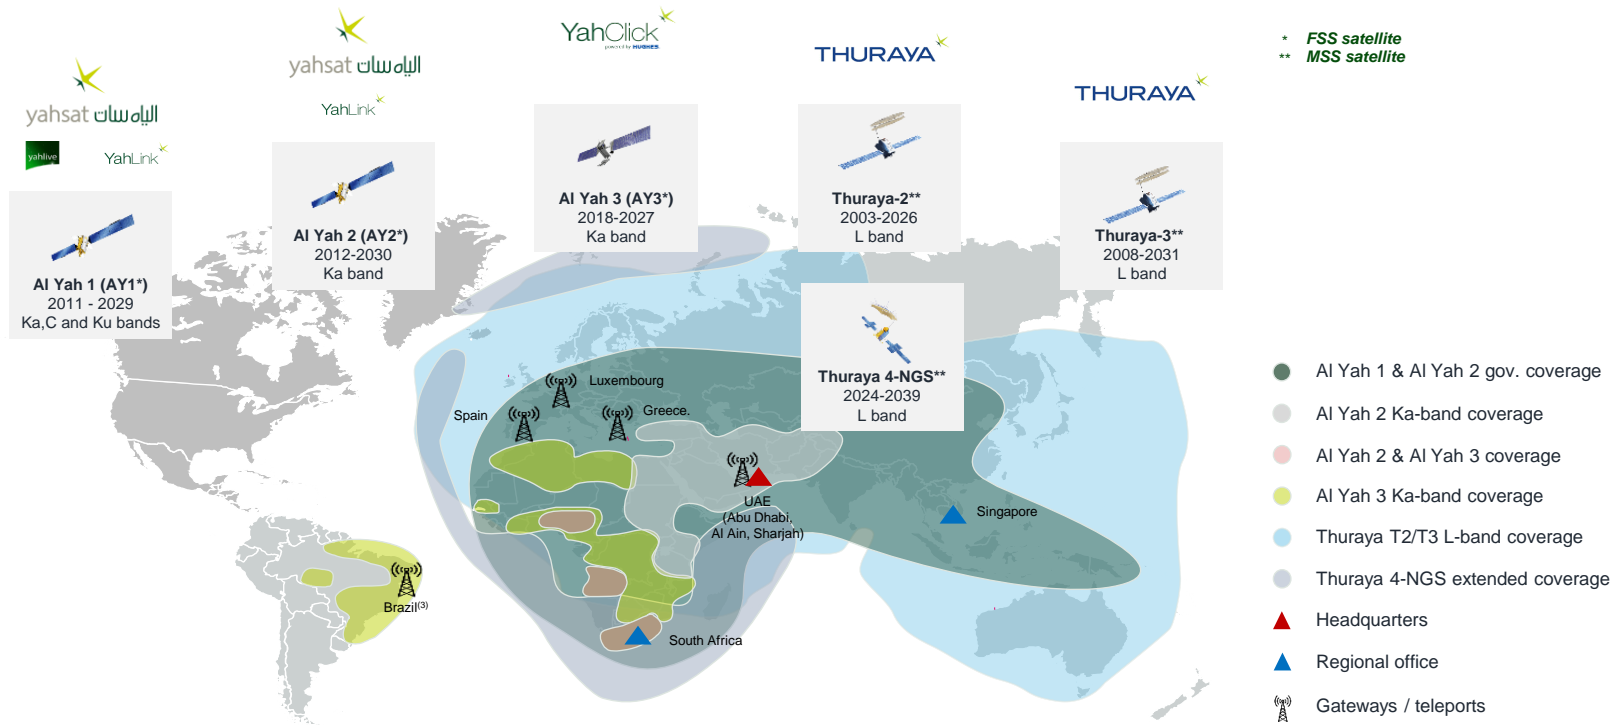 yahsat الياه سات
yahlive
YahLink
Al Yah 1 (AY1*)
2011 - 2029
Ka,C and Ku bands
yahsat الياه سات
YahLink
Al Yah 2 (AY2*)
2012-2030
Ka band
YahClick
powered by HUGHES
Al Yah 3 (AY3*)
2018-2027
Ka band
THURAYA
Thuraya-2**
2003-2026
L band
THURAYA
Thuraya-3**
2008-2031
L band
Thuraya 4-NGS**
2024-2039
L band
* FSS satellite
** MSS satellite
Luxembourg
Spain
Greece.
UAE
(Abu Dhabi,
Al Ain, Sharjah)
Singapore
Brazil(3)
South Africa
Al Yah 1 & Al Yah 2 gov. coverage
Al Yah 2 Ka-band coverage
Al Yah 2 & Al Yah 3 coverage
Al Yah 3 Ka-band coverage
Thuraya T2/T3 L-band coverage
Thuraya 4-NGS extended coverage
Headquarters
Regional office
Gateways / teleports